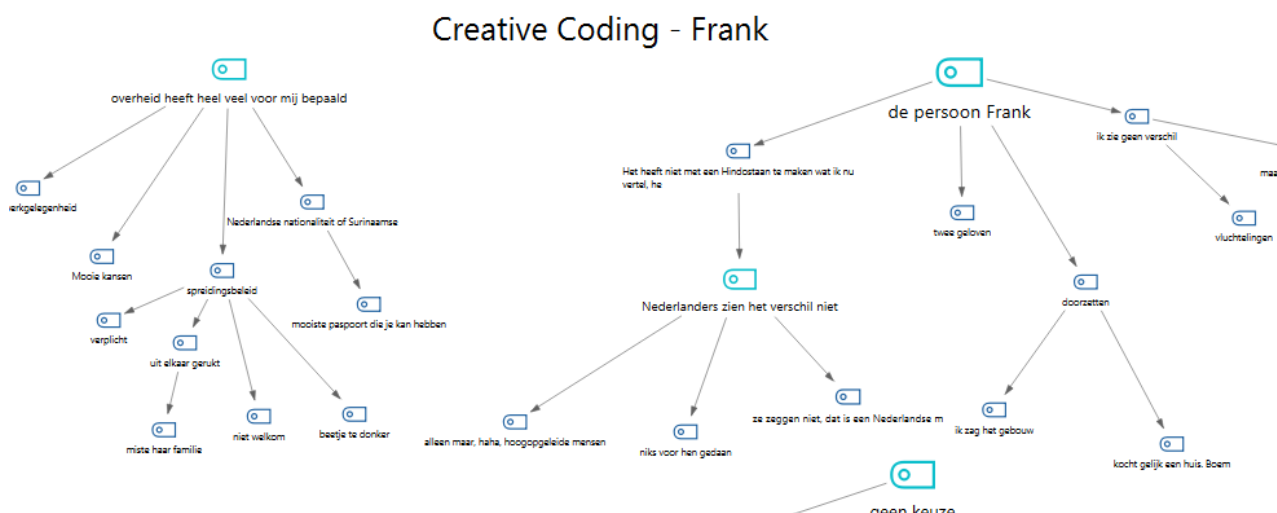 Creative Coding - Frank
overheid heeft heel veel voor mij bepaald
erkgelegenheid
Mooie kansen
spreidingsbeleid
Nederlandse nationaliteit of Surinaamse
verplicht
uit elkaar gerukt
mooiste paspoort die je kan hebben
miste haar familie
niet welkom
beetje te donker
de persoon Frank
Het heeft niet met een Hindostaan te maken wat ik nu
vertel, he
twee geloven
ik zie geen verschil
maa
vluchtelingen
Nederlanders zien het verschil niet
doorzetten
alleen maar, haha, hoogopgeleide mensen
niks voor hen gedaan
ze zeggen niet, dat is een Nederlandse m
ik zag het gebouw
kocht gelijk een huis. Boem
geen keuze